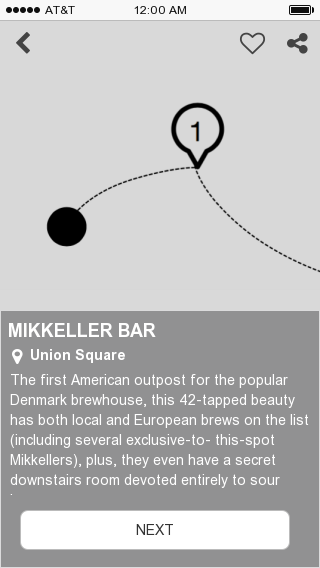 AT&T 12:00 AM
1
MIKKELLER BAR
Union Square
The first American outpost for the popular
Denmark brewhouse, this 42-tapped beauty
has both local and European brews on the list
(including several exclusive-to- this-spot
Mikkellers), plus, they even have a secret
downstairs room devoted entirely to sour
NEXT